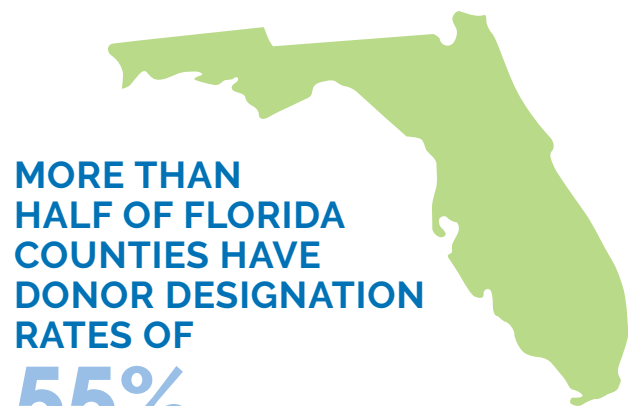 MORE THAN
HALF OF FLORIDA
COUNTIES HAVE
DONOR DESIGNATION
RATES OF
55%